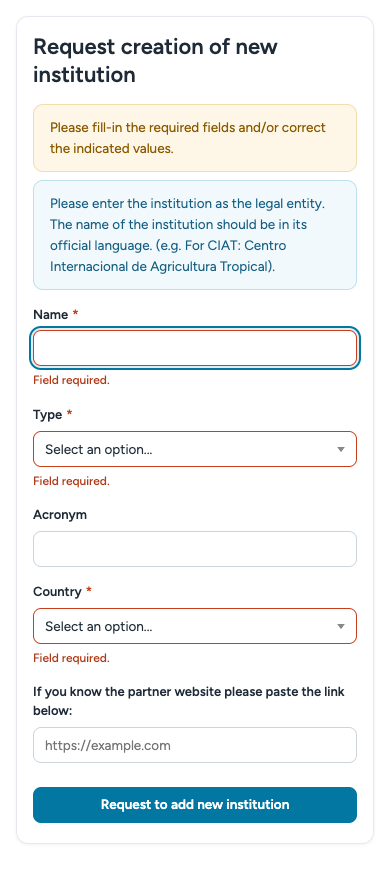 Request creation of new
institution
Please fill-in the required fields and/or correct
the indicated values.
Please enter the institution as the legal entity.
The name of the institution should be in its
official language. (e.g. For CIAT: Centro
Internacional de Agricultura Tropical).
Name *
Field required.
Type *
Select an option...
Field required.
Acronym
Country *
Select an option...
Field required.
If you know the partner website please paste the link
below:
https://example.com
Request to add new institution